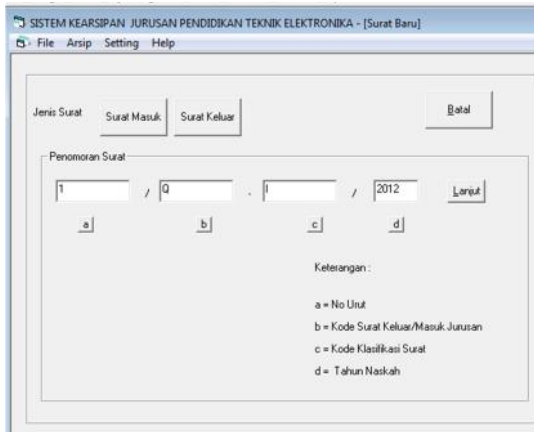 SISTEM KEARSIPAN JURUSAN PENDIDIKAN TEKNIK ELEKTRONIKA - [Surat Baru]
File Arsip Setting Help
Jenis Surat Surat Masuk Surat Keluar Batal
Penomoran Surat
1 / Q . I / 2012 Lanjut
a b c d
Keterangan :
a = No Urut
b = Kode Surat Keluar/Masuk Jurusan
c = Kode Klasifikasi Surat
d = Tahun Naskah